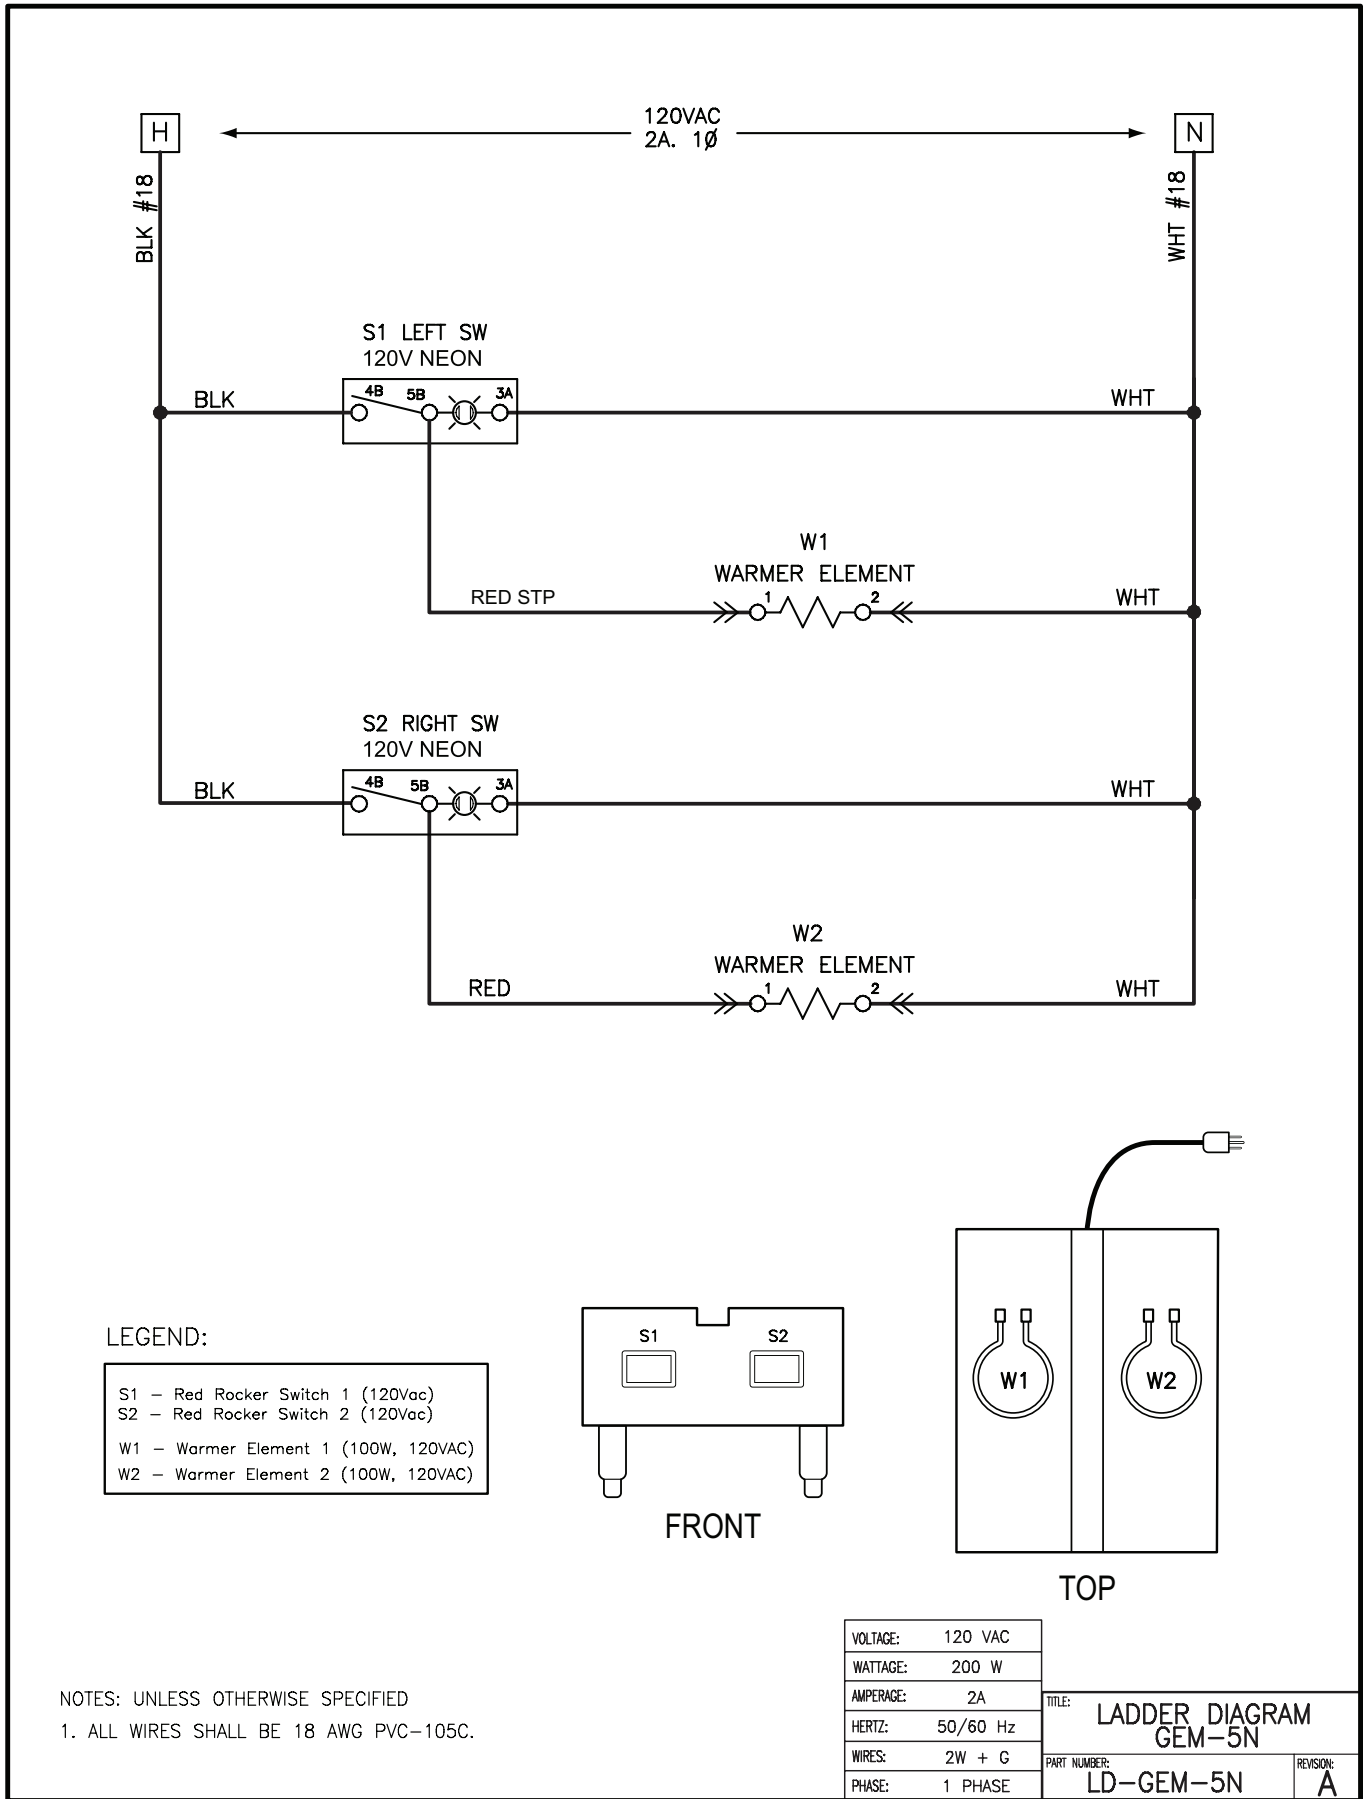 H
120VAC
2A. 1Ø
N
BLK #18
WHT #18
S1 LEFT SW
120V NEON
4B 5B 3A
BLK
WHT
W1
WARMER ELEMENT
RED STP
1 2
WHT
S2 RIGHT SW
120V NEON
4B 5B 3A
BLK
WHT
W2
WARMER ELEMENT
RED
1 2
WHT
LEGEND:
S1 – Red Rocker Switch 1 (120Vac)
S2 – Red Rocker Switch 2 (120Vac)
W1 – Warmer Element 1 (100W, 120VAC)
W2 – Warmer Element 2 (100W, 120VAC)
S1 S2
FRONT
W1 W2
TOP
NOTES: UNLESS OTHERWISE SPECIFIED
1. ALL WIRES SHALL BE 18 AWG PVC-105C.
VOLTAGE: 120 VAC
WATTAGE: 200 W
AMPERAGE: 2A
HERTZ: 50/60 Hz
WIRES: 2W + G
PHASE: 1 PHASE
TITLE: LADDER DIAGRAM
GEM-5N
PART NUMBER: LD-GEM-5N
REVISION: A